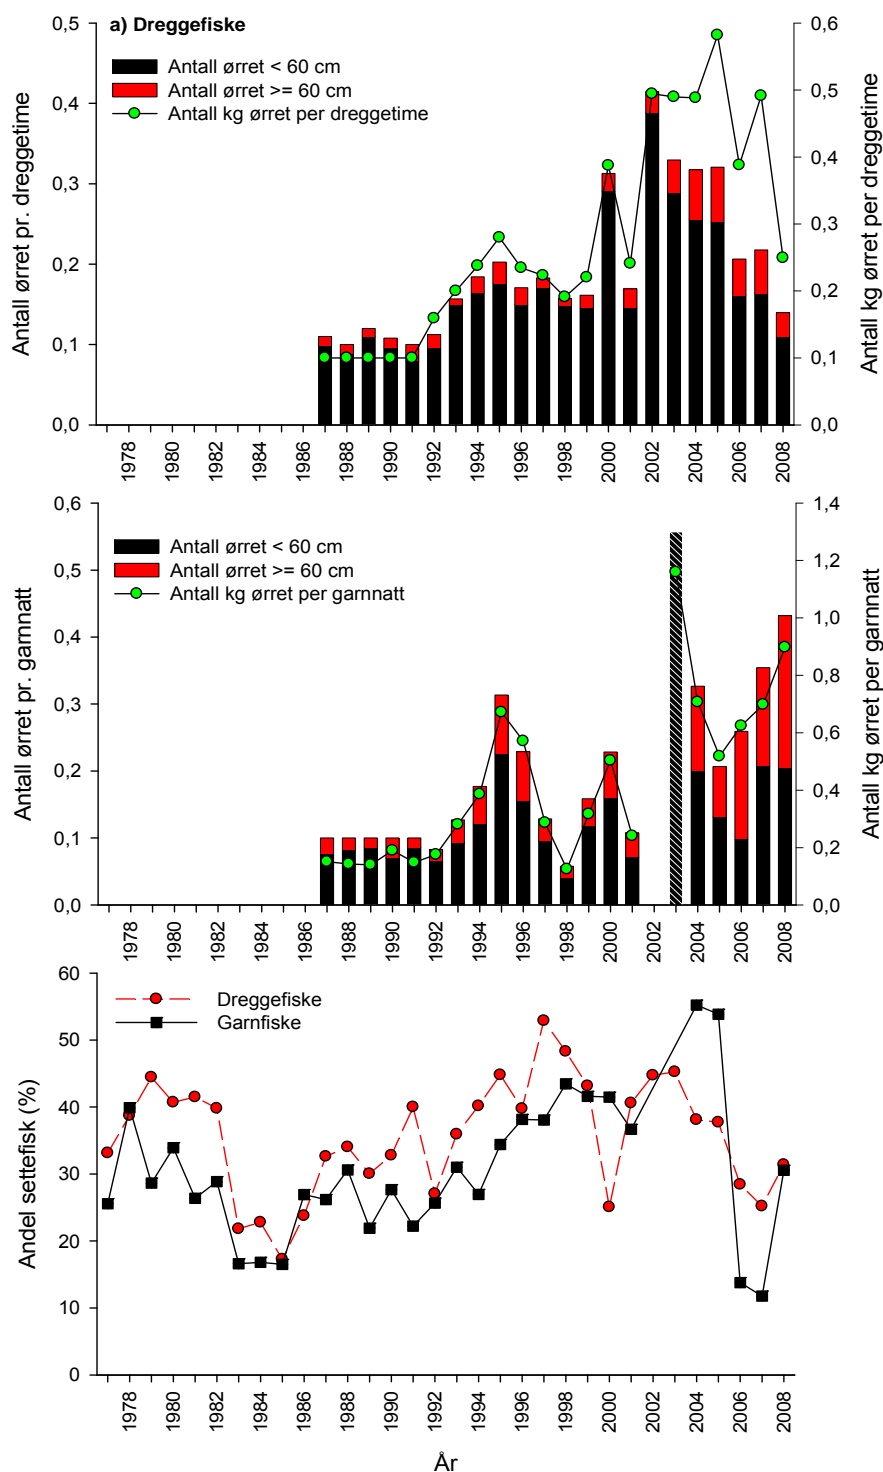 a) Dreggefiske
Antall ørret < 60 cm
Antall ørret >= 60 cm
Antall kg ørret per dreggetime
Antall ørret pr. dreggetime
0,5
0,4
0,3
0,2
0,1
0,0
Antall kg ørret per dreggetime
0,6
0,5
0,4
0,3
0,2
0,1
0,0
1978 1980 1982 1984 1986 1988 1990 1992 1994 1996 1998 2000 2002 2004 2006 2008
Antall ørret < 60 cm
Antall ørret >= 60 cm
Antall kg ørret per garnnatt
Antall ørret pr. garnnatt
0,6
0,5
0,4
0,3
0,2
0,1
0,0
Antall kg ørret per garnnatt
1,4
1,2
1,0
0,8
0,6
0,4
0,2
0,0
1978 1980 1982 1984 1986 1988 1990 1992 1994 1996 1998 2000 2002 2004 2006 2008
Dreggefiske
Garnfiske
Andel settefisk (%)
60
50
40
30
20
10
0
1978 1980 1982 1984 1986 1988 1990 1992 1994 1996 1998 2000 2002 2004 2006 2008
År